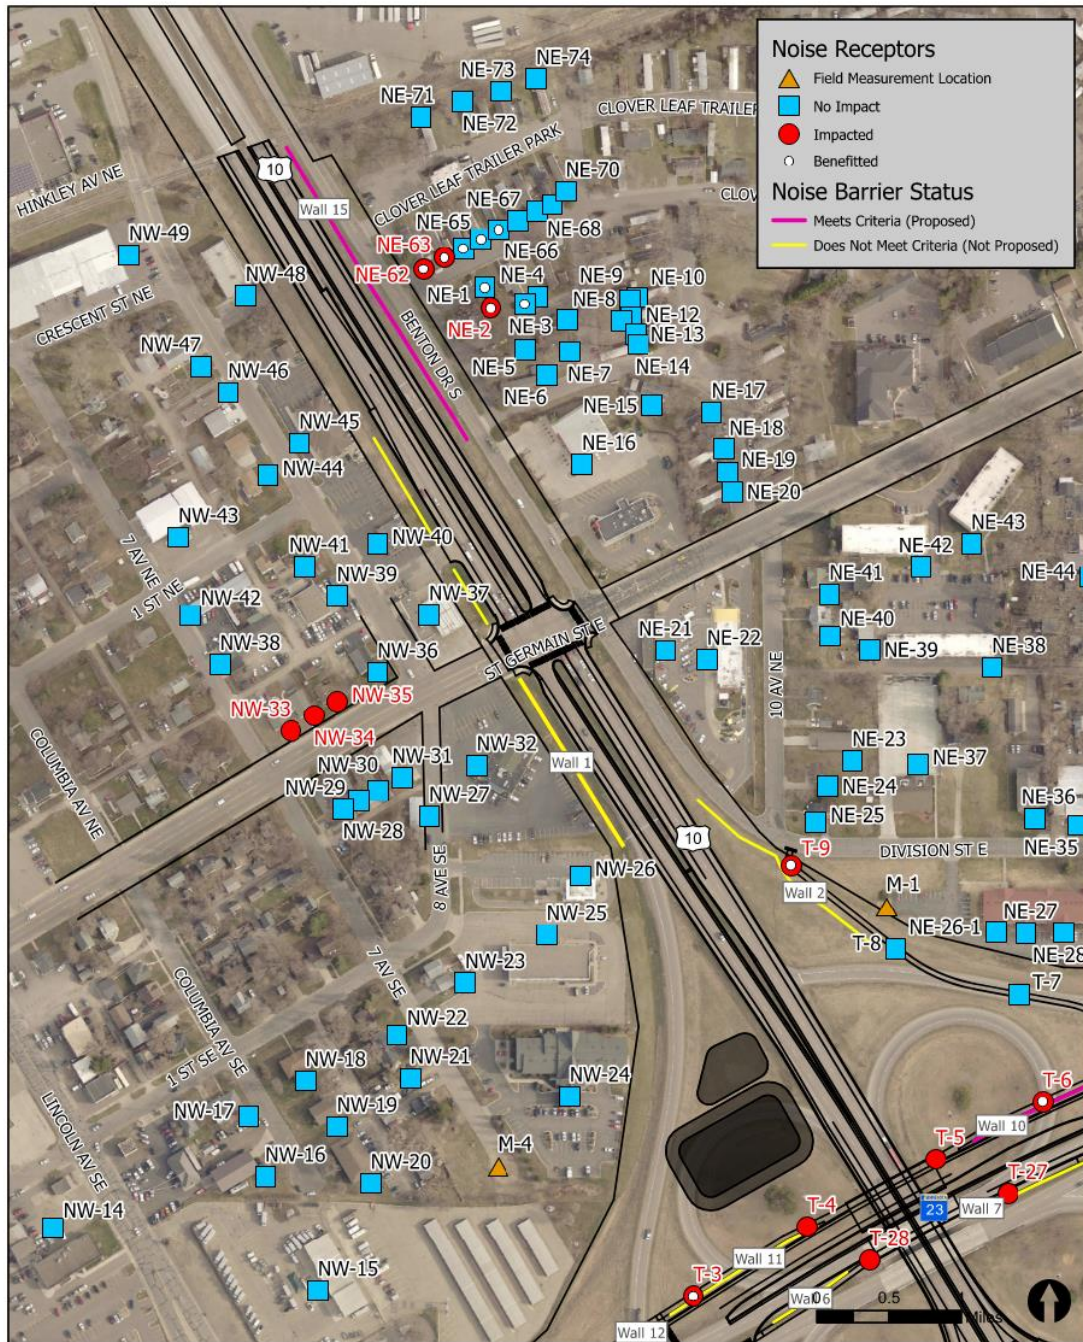 Noise Receptors
Field Measurement Location
No Impact
Impacted
Benefitted
Noise Barrier Status
Meets Criteria (Proposed)
Does Not Meet Criteria (Not Proposed)
NE-74
NE-73
NE-71
NE-72
CLOVER LEAF TRAILER
HINKLEY AV NE
10
Wall 15
CLOVER LEAF TRAILER PARK
NE-70
NE-67
NE-65
NE-68
NE-63
NE-66
NE-62
CLOV
NW-49
NW-48
CRESCENT ST NE
NE-1
NE-4
NE-9
NE-10
NE-8
NE-12
NE-2
NE-3
NE-13
BENTON DR S
NE-5
NE-7
NE-14
NE-6
NW-47
NW-46
NE-15
NE-17
NW-45
NE-16
NE-18
NW-44
NE-19
NE-20
NW-43
7 AV NE
NW-40
NW-41
NE-43
NE-42
NE-44
1 ST NE
NW-39
NE-41
NW-42
NW-37
NW-38
NW-36
ST GERMAIN ST E
NE-21
NE-22
NE-40
NE-39
NE-38
10 AV NE
NW-35
NW-33
NW-34
COLUMBIA AV NE
NW-32
Wall 1
NE-23
NE-37
NW-31
NW-30
NW-29
NW-27
NW-28
NE-24
NE-25
NE-36
NE-35
10
T-9
DIVISION ST E
8 AVE SE
NW-26
Wall 2
M-1
NW-25
NE-26-1
NE-27
NE-28
T-8
T-7
7 AV SE
NW-23
COLUMBIA AV SE
NW-22
1 ST SE
NW-18
NW-21
NW-24
T-6
LINCOLN AV SE
NW-17
NW-19
Wall 10
T-5
NW-16
NW-20
M-4
T-27
23
Wall 7
NW-14
T-4
T-28
Wall 11
NW-15
T-3
Wall 6
0
0.5
1
Miles
Wall 12